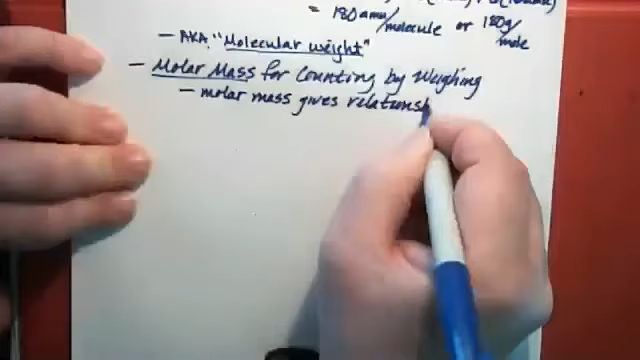 = 180 amu/molecule or 180g/mole
- AKA "Molecular weight"
- Molar Mass for Counting by Weighing
- molar mass gives relationsh